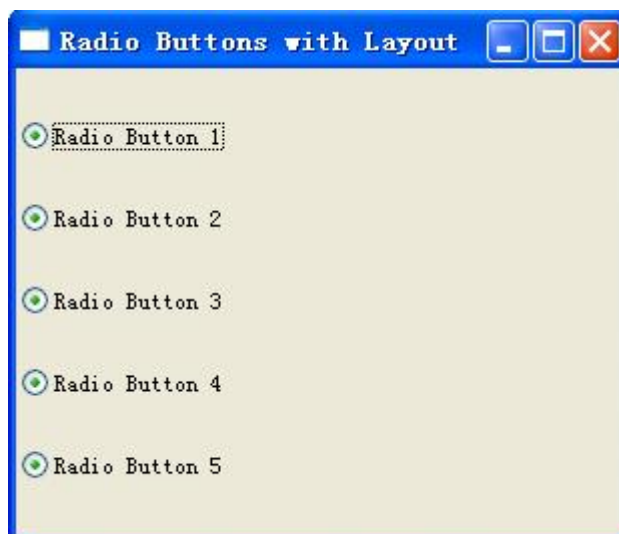 Radio Buttons with Layout
Radio Button 1
Radio Button 2
Radio Button 3
Radio Button 4
Radio Button 5